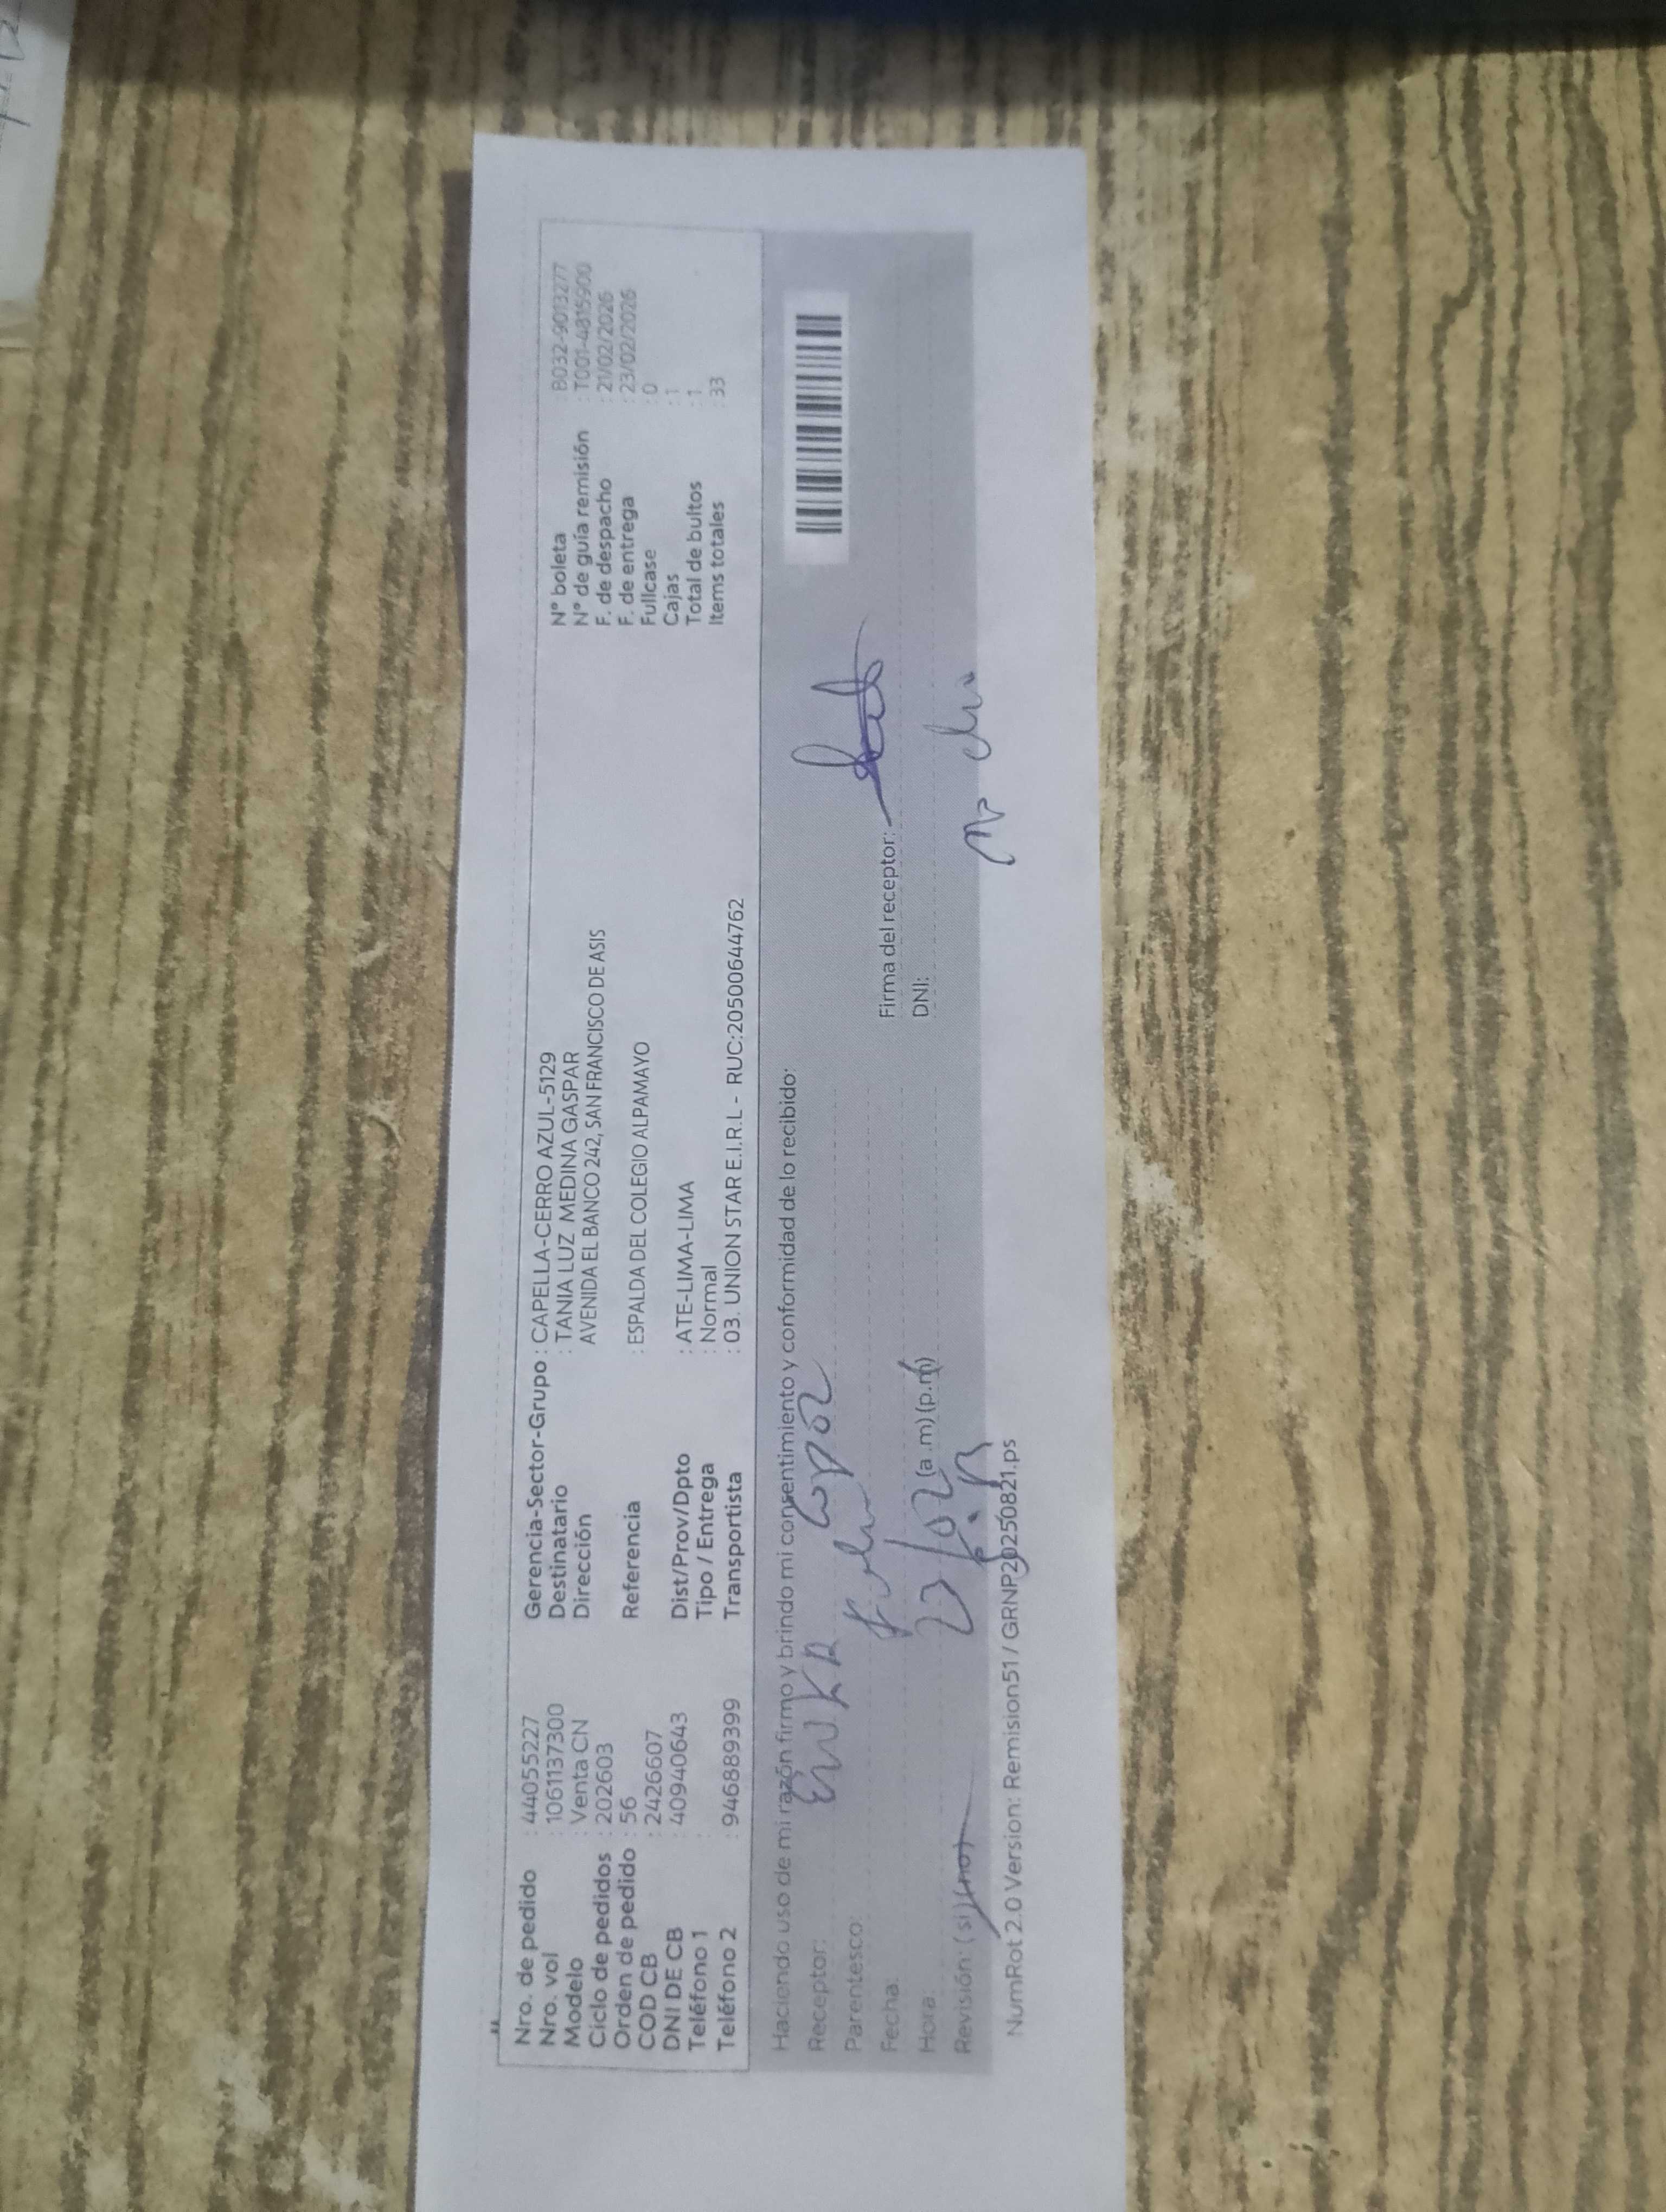 Nro. de pedido : 44055227
Nro. vol : 1061137300
Modelo : Venta CN
Ciclo de pedidos : 202603
Orden de pedido : 56
COD CB : 2426607
DNI DE CB : 40940643
Teléfono 1 :
Teléfono 2 : 946889399
Gerencia-Sector-Grupo : CAPELLA-CERRO AZUL-5129
Destinatario : TANIA LUZ MEDINA GASPAR
Dirección : AVENIDA EL BANCO 242, SAN FRANCISCO DE ASIS
Referencia : ESPALDA DEL COLEGIO ALPAMAYO
Dist/Prov/Dpto : ATE-LIMA-LIMA
Tipo / Entrega : Normal
Transportista : 03. UNION STAR E.I.R.L - RUC:20500644762
N° boleta : B032-9013277
N° de guía remisión : T001-4815900
F. de despacho : 21/02/2026
F. de entrega : 23/02/2026
Fullcase : 0
Cajas : 1
Total de bultos : 1
Items totales : 33
Haciendo uso de mi razón firmo y brindo mi consentimiento y conformidad de lo recibido:
Receptor:
Parentesco:
Fecha: 23/02
Hora: (a.m) (p.m)
Revisión: (si) (no)
Firma del receptor:
DNI:
NumRot 2.0 Version: Remision51 / GRNP20250821.ps